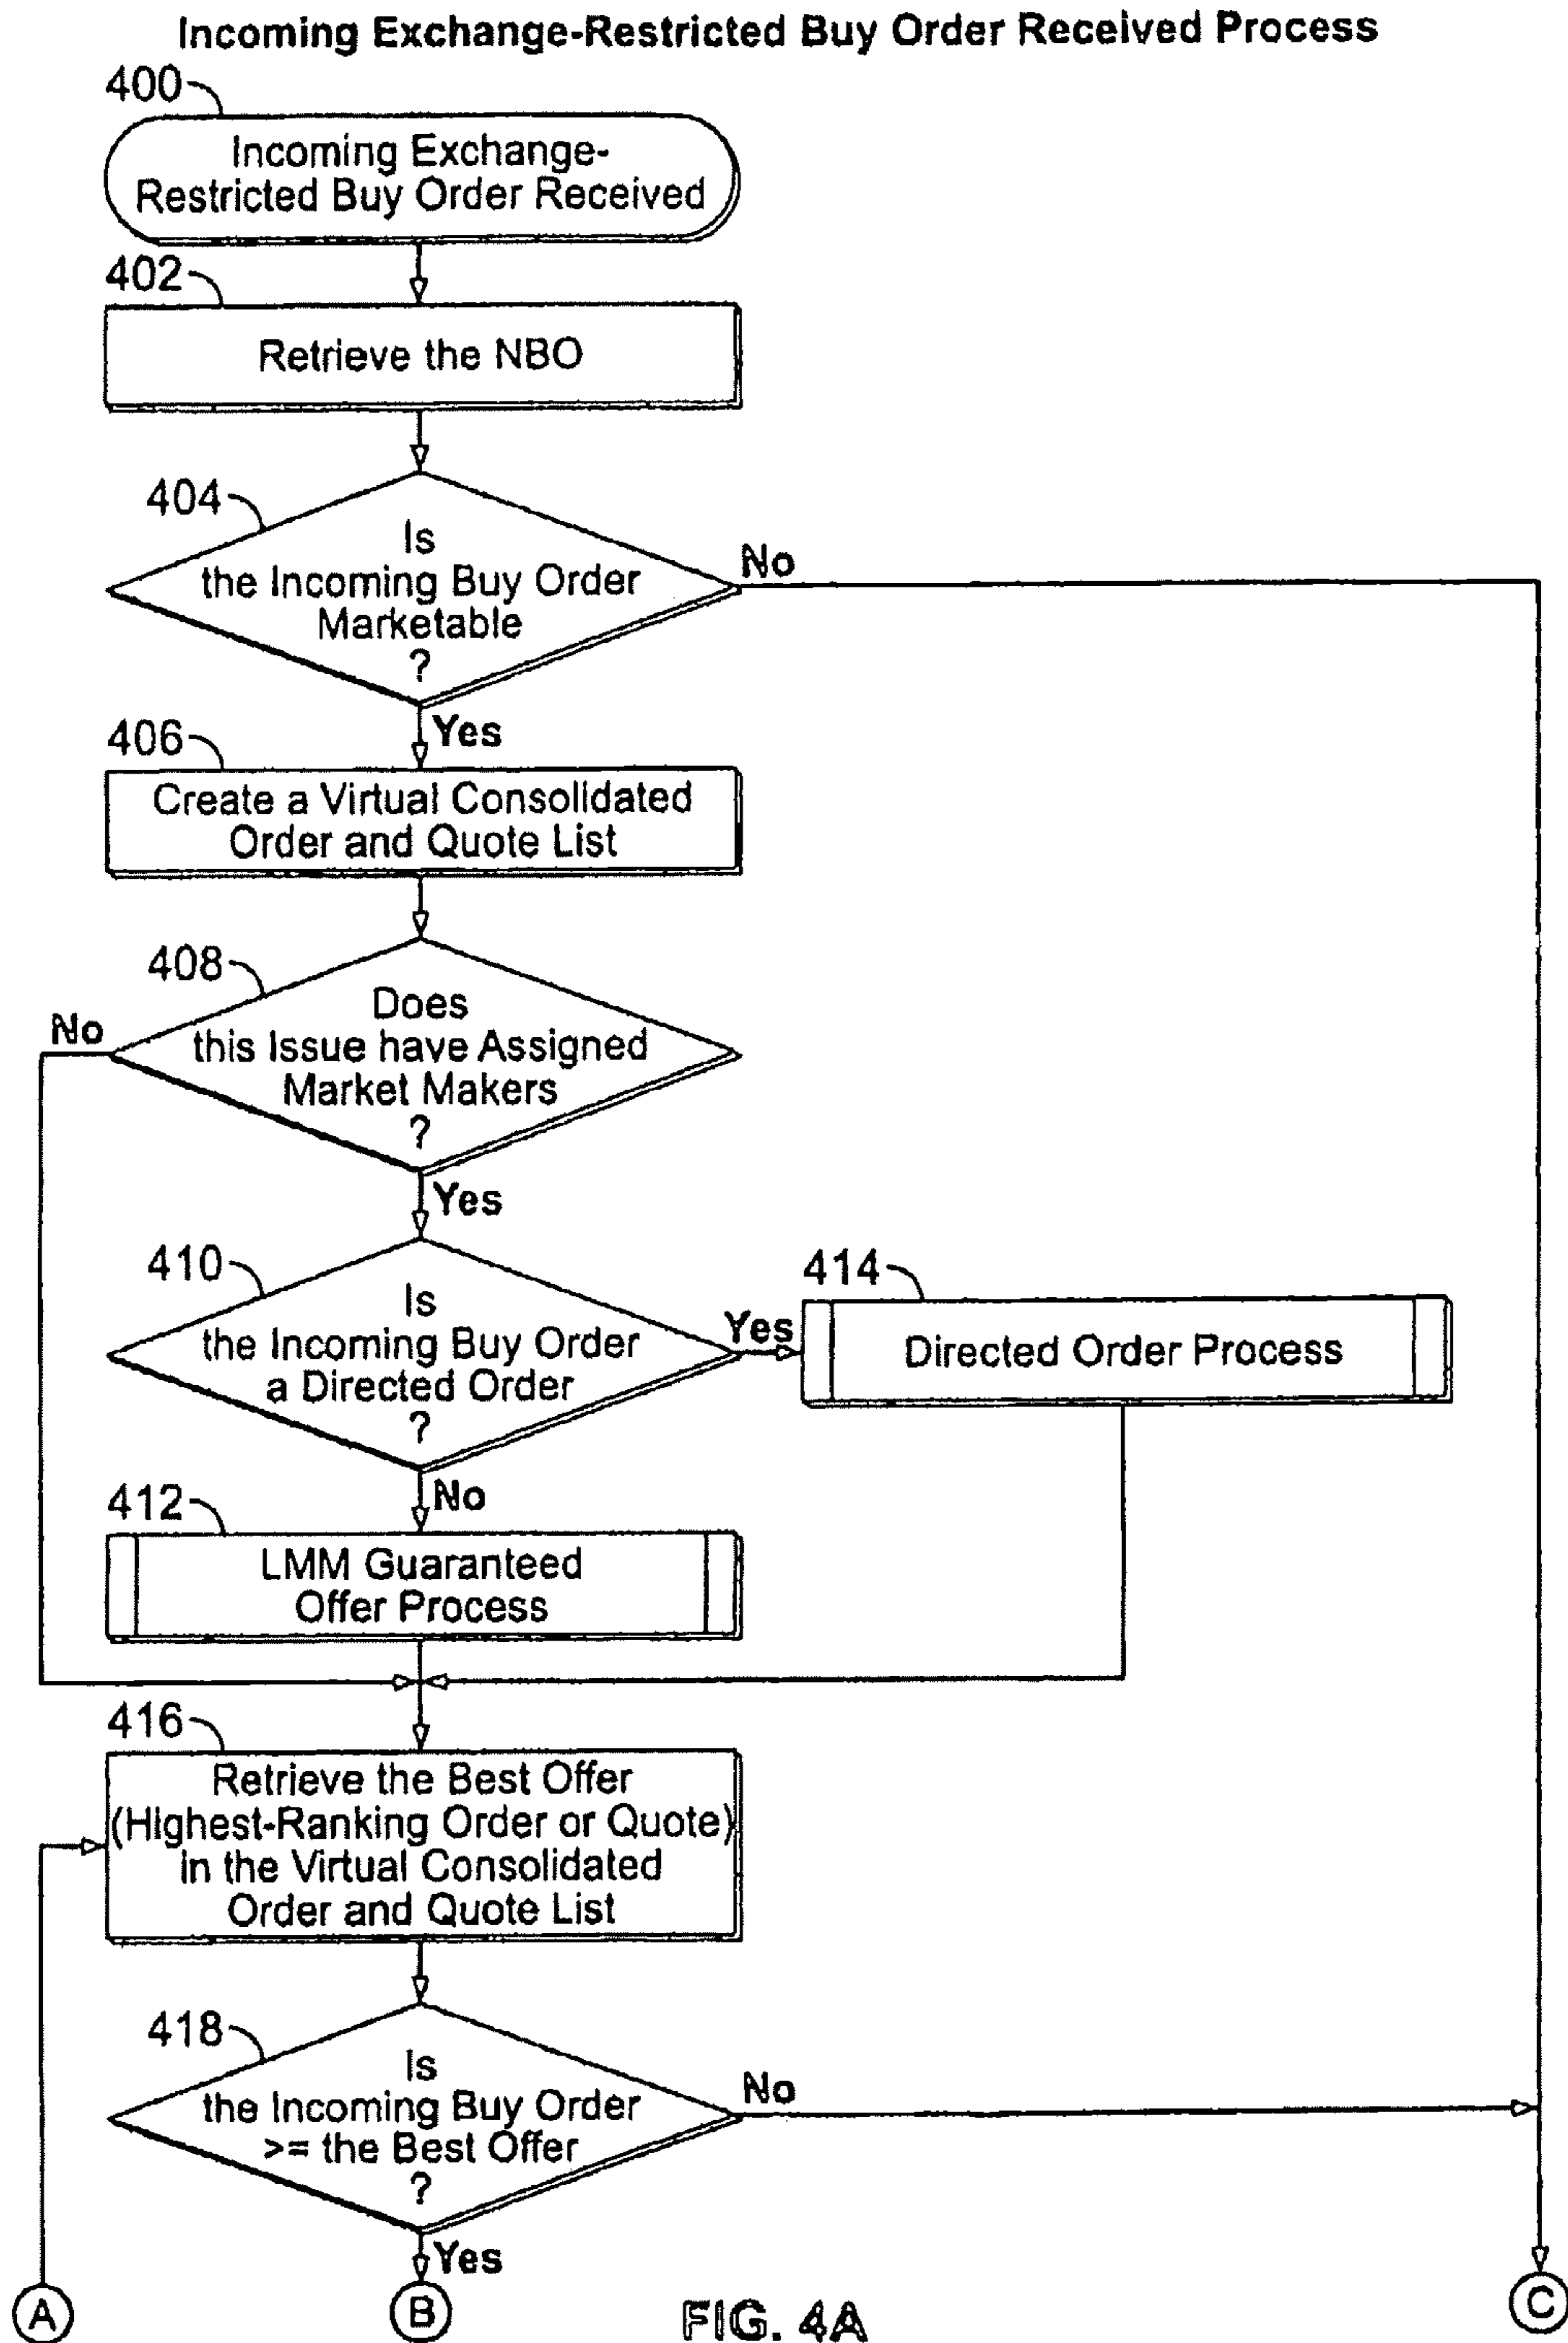 Incoming Exchange-Restricted Buy Order Received Process
400
Incoming Exchange-
Restricted Buy Order Received
402
Retrieve the NBO
404
Is
the Incoming Buy Order
Marketable
?
No
Yes
406
Create a Virtual Consolidated
Order and Quote List
408
Does
this Issue have Assigned
Market Makers
?
No
Yes
410
Is
the Incoming Buy Order
a Directed Order
?
Yes
414
Directed Order Process
No
412
LMM Guaranteed
Offer Process
416
Retrieve the Best Offer
(Highest-Ranking Order or Quote)
in the Virtual Consolidated
Order and Quote List
418
Is
the Incoming Buy Order
>= the Best Offer
?
No
Yes
A
B
C
FIG. 4A